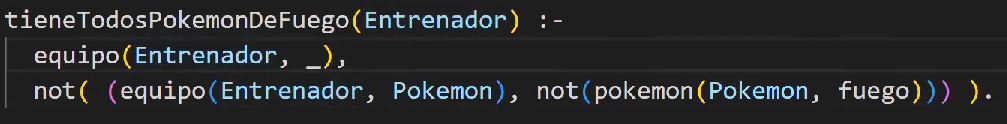 tieneTodosPokemonDeFuego(Entrenador) :-
equipo(Entrenador, _),
not( (equipo(Entrenador, Pokemon), not(pokemon(Pokemon, fuego))) ).